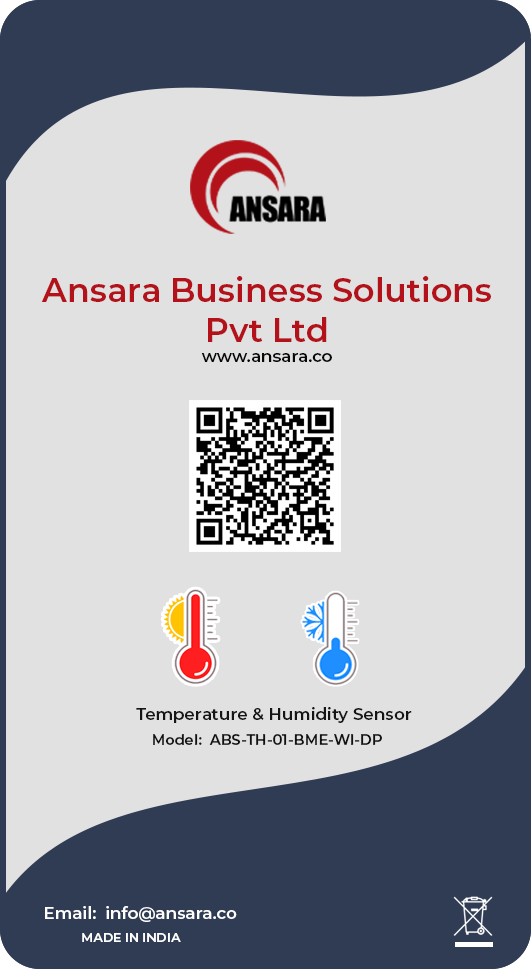 ANSARA
Ansara Business Solutions
Pvt Ltd
www.ansara.co
Temperature & Humidity Sensor
Model: ABS-TH-01-BME-WI-DP
Email: info@ansara.co
MADE IN INDIA